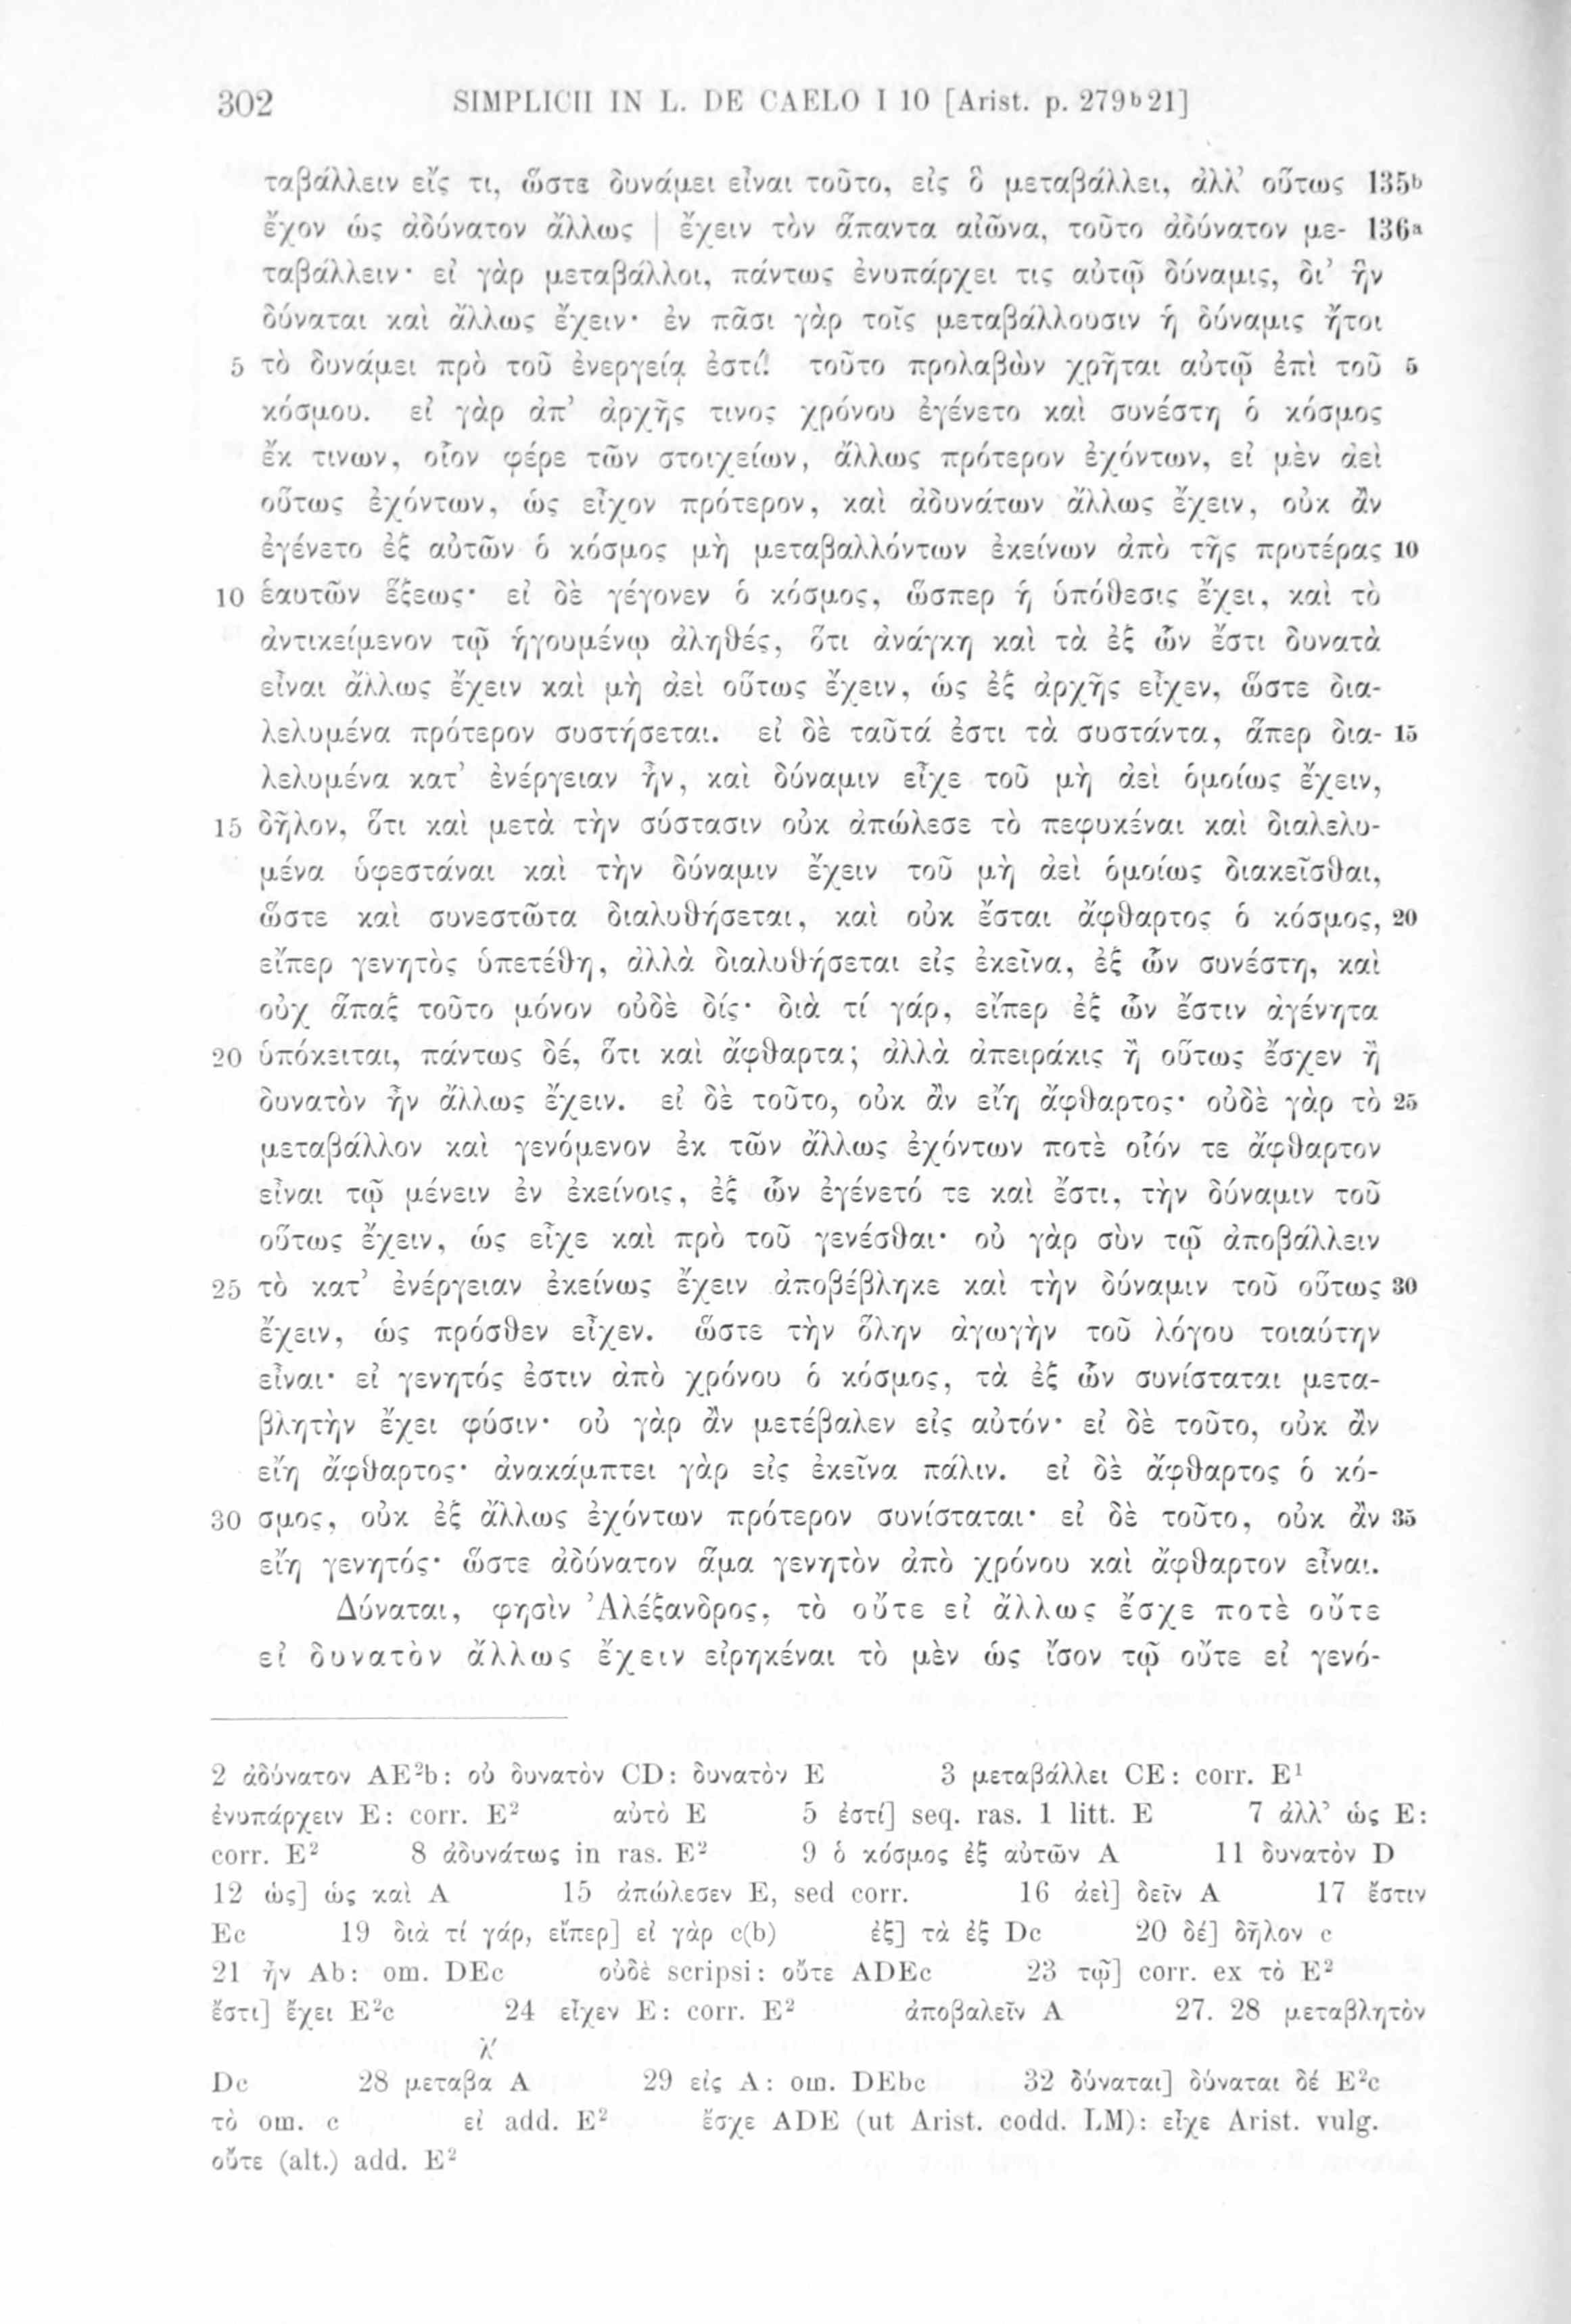 302 SIMPLICII IN L. DE CAELO I 10 [Arist. p. 279ᵇ21]
ταβάλλειν εἴς τι, ὥστε δυνάμει εἶναι τοῦτο, εἰς ὃ μεταβάλλει, ἀλλ’ οὕτως 135ᵇ
ἔχον ὡς ἀδύνατον ἄλλως | ἔχειν τὸν ἅπαντα αἰῶνα, τοῦτο ἀδύνατον με- 136ᵃ
ταβάλλειν· εἰ γὰρ μεταβάλλοι, πάντως ἐνυπάρχει τις αὐτῷ δύναμις, δι’ ἣν
δύναται καὶ ἄλλως ἔχειν· ἐν πᾶσι γὰρ τοῖς μεταβάλλουσιν ἡ δύναμις ἤτοι
5 τὸ δυνάμει πρὸ τοῦ ἐνεργείᾳ ἐστί. τοῦτο προλαβὼν χρῆται αὐτῷ ἐπὶ τοῦ 5
κόσμου. εἰ γὰρ ἀπ’ ἀρχῆς τινος χρόνου ἐγένετο καὶ συνέστη ὁ κόσμος
ἔκ τινων, οἷον φέρε τῶν στοιχείων, ἄλλως πρότερον ἐχόντων, εἰ μὲν ἀεὶ
οὕτως ἐχόντων, ὡς εἶχον πρότερον, καὶ ἀδυνάτων ἄλλως ἔχειν, οὐκ ἂν
ἐγένετο ἐξ αὐτῶν ὁ κόσμος μὴ μεταβαλλόντων ἐκείνων ἀπὸ τῆς προτέρας 10
10 ἑαυτῶν ἕξεως· εἰ δὲ γέγονεν ὁ κόσμος, ὥσπερ ἡ ὑπόθεσις ἔχει, καὶ τὸ
ἀντικείμενον τῷ ἡγουμένῳ ἀληθές, ὅτι ἀνάγκη καὶ τὰ ἐξ ὧν ἔστι δυνατὰ
εἶναι ἄλλως ἔχειν καὶ μὴ ἀεὶ οὕτως ἔχειν, ὡς ἐξ ἀρχῆς εἶχεν, ὥστε δια-
λελυμένα πρότερον συστήσεται. εἰ δὲ ταῦτά ἐστι τὰ συστάντα, ἅπερ δια- 15
λελυμένα κατ’ ἐνέργειαν ἦν, καὶ δύναμιν εἶχε τοῦ μὴ ἀεὶ ὁμοίως ἔχειν,
15 δῆλον, ὅτι καὶ μετὰ τὴν σύστασιν οὐκ ἀπώλεσε τὸ πεφυκέναι καὶ διαλελυ-
μένα ὑφεστάναι καὶ τὴν δύναμιν ἔχειν τοῦ μὴ ἀεὶ ὁμοίως διακεῖσθαι,
ὥστε καὶ συνεστῶτα διαλυθήσεται, καὶ οὐκ ἔσται ἄφθαρτος ὁ κόσμος, 20
εἴπερ γενητὸς ὑπετέθη, ἀλλὰ διαλυθήσεται εἰς ἐκεῖνα, ἐξ ὧν συνέστη, καὶ
οὐχ ἅπαξ τοῦτο μόνον οὐδὲ δίς· διὰ τί γάρ, εἴπερ ἐξ ὧν ἔστιν ἀγένητα
20 ὑπόκειται, πάντως δέ, ὅτι καὶ ἄφθαρτα; ἀλλὰ ἀπειράκις ἢ οὕτως ἔσχεν ἢ
δυνατὸν ἦν ἄλλως ἔχειν. εἰ δὲ τοῦτο, οὐκ ἂν εἴη ἄφθαρτος· οὐδὲ γὰρ τὸ 25
μεταβάλλον καὶ γενόμενον ἐκ τῶν ἄλλως ἐχόντων ποτὲ οἷόν τε ἄφθαρτον
εἶναι τῷ μένειν ἐν ἐκείνοις, ἐξ ὧν ἐγένετό τε καὶ ἔστι, τὴν δύναμιν τοῦ
οὕτως ἔχειν, ὡς εἶχε καὶ πρὸ τοῦ γενέσθαι· οὐ γὰρ σὺν τῷ ἀποβάλλειν
25 τὸ κατ’ ἐνέργειαν ἐκείνως ἔχειν ἀποβέβληκε καὶ τὴν δύναμιν τοῦ οὕτως 30
ἔχειν, ὡς πρόσθεν εἶχεν. ὥστε τὴν ὅλην ἀγωγὴν τοῦ λόγου τοιαύτην
εἶναι· εἰ γενητός ἐστιν ἀπὸ χρόνου ὁ κόσμος, τὰ ἐξ ὧν συνίσταται μετα-
βλητὴν ἔχει φύσιν· οὐ γὰρ ἂν μετέβαλεν εἰς αὐτόν· εἰ δὲ τοῦτο, οὐκ ἂν
εἴη ἄφθαρτος· ἀνακάμπτει γὰρ εἰς ἐκεῖνα πάλιν. εἰ δὲ ἄφθαρτος ὁ κό-
30 σμος, οὐκ ἐξ ἄλλως ἐχόντων πρότερον συνίσταται· εἰ δὲ τοῦτο, οὐκ ἂν 35
εἴη γενητός· ὥστε ἀδύνατον ἅμα γενητὸν ἀπὸ χρόνου καὶ ἄφθαρτον εἶναι.
Δύναται, φησὶν Ἀλέξανδρος, τὸ οὔτε εἰ ἄλλως ἔσχε ποτὲ οὔτε
εἰ δυνατὸν ἄλλως ἔχειν εἰρηκέναι τὸ μὲν ὡς ἴσον τῷ οὔτε εἰ γενό-
2 ἀδύνατον AE²b: οὐ δυνατὸν CD: δυνατὸν E 3 μεταβάλλει CE: corr. E¹
ἐνυπάρχειν E: corr. E² αὐτὸ E 5 ἐστί] seq. ras. 1 litt. E 7 ἀλλ’ ὡς E:
corr. E² 8 ἀδυνάτως in ras. E² 9 ὁ κόσμος ἐξ αὐτῶν A 11 δυνατὸν D
12 ὡς] ὡς καὶ A 15 ἀπώλεσεν E, sed corr. 16 ἀεὶ] δεῖν A 17 ἔστιν
Ec 19 διὰ τί γάρ, εἴπερ] εἰ γὰρ c(b) ἐξ] τὰ ἐξ Dc 20 δέ] δῆλον c
21 ἦν Ab: om. DEc οὐδὲ scripsi: οὔτε ADEc 23 τῷ] corr. ex τὸ E²
ἔστι] ἔχει E²c 24 εἶχεν E: corr. E² ἀποβαλεῖν A 27. 28 μεταβλητὸν
λ
Dc 28 μεταβα A 29 εἰς A: om. DEbc 32 δύναται] δύναται δέ E²c
τὸ om. c εἰ add. E² ἔσχε ADE (ut Arist. codd. LM): εἶχε Arist. vulg.
οὔτε (alt.) add. E²